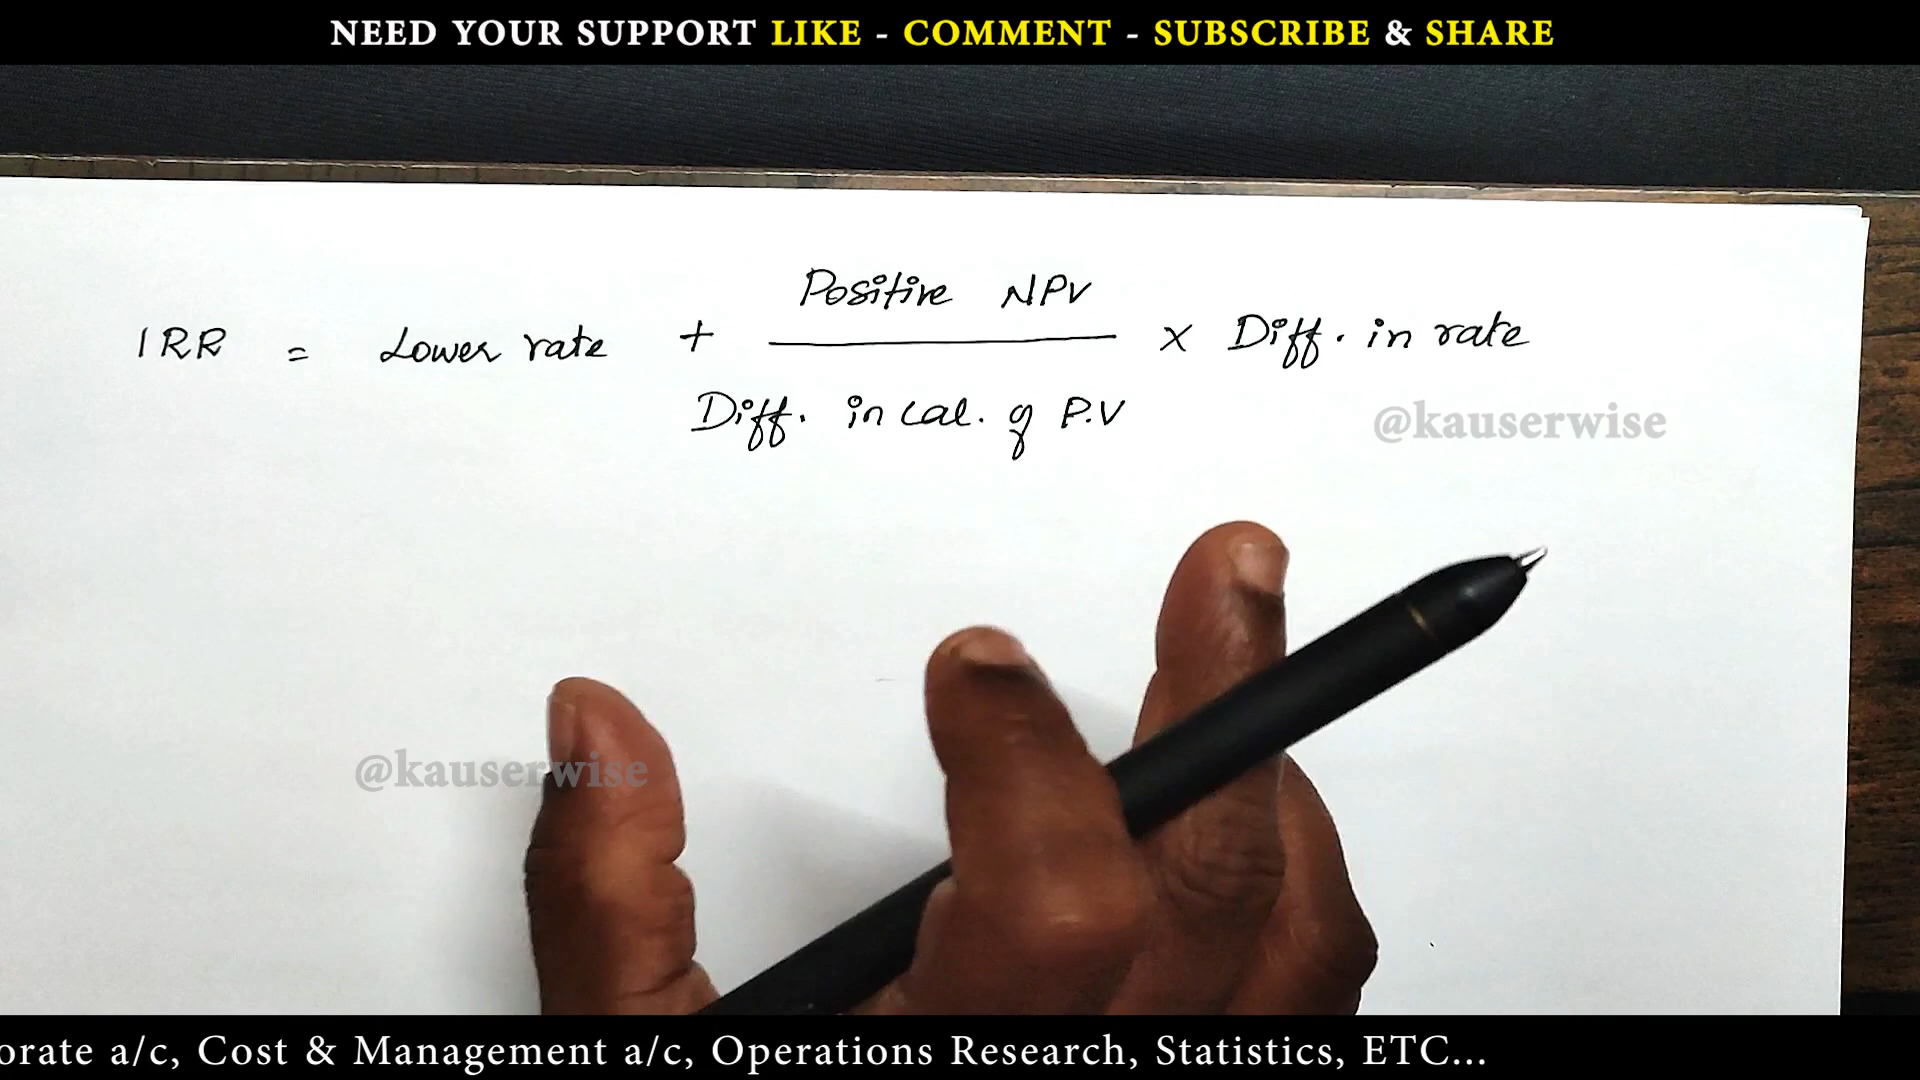 NEED YOUR SUPPORT LIKE - COMMENT - SUBSCRIBE & SHARE
IRR = Lower rate + Positive NPV × Diff. in rate
Diff. in cal. of P.V
@kauserwise
@kauserwise
orate a/c, Cost & Management a/c, Operations Research, Statistics, ETC...